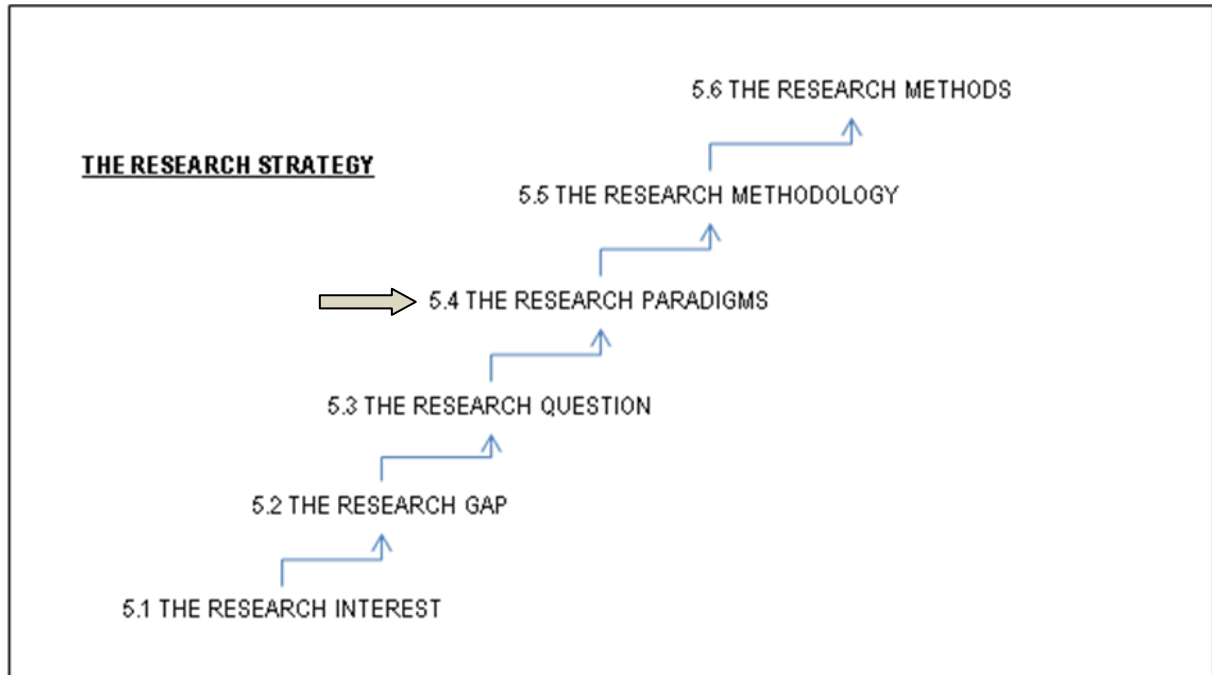 5.6 THE RESEARCH METHODS
THE RESEARCH STRATEGY
5.5 THE RESEARCH METHODOLOGY
5.4 THE RESEARCH PARADIGMS
5.3 THE RESEARCH QUESTION
5.2 THE RESEARCH GAP
5.1 THE RESEARCH INTEREST